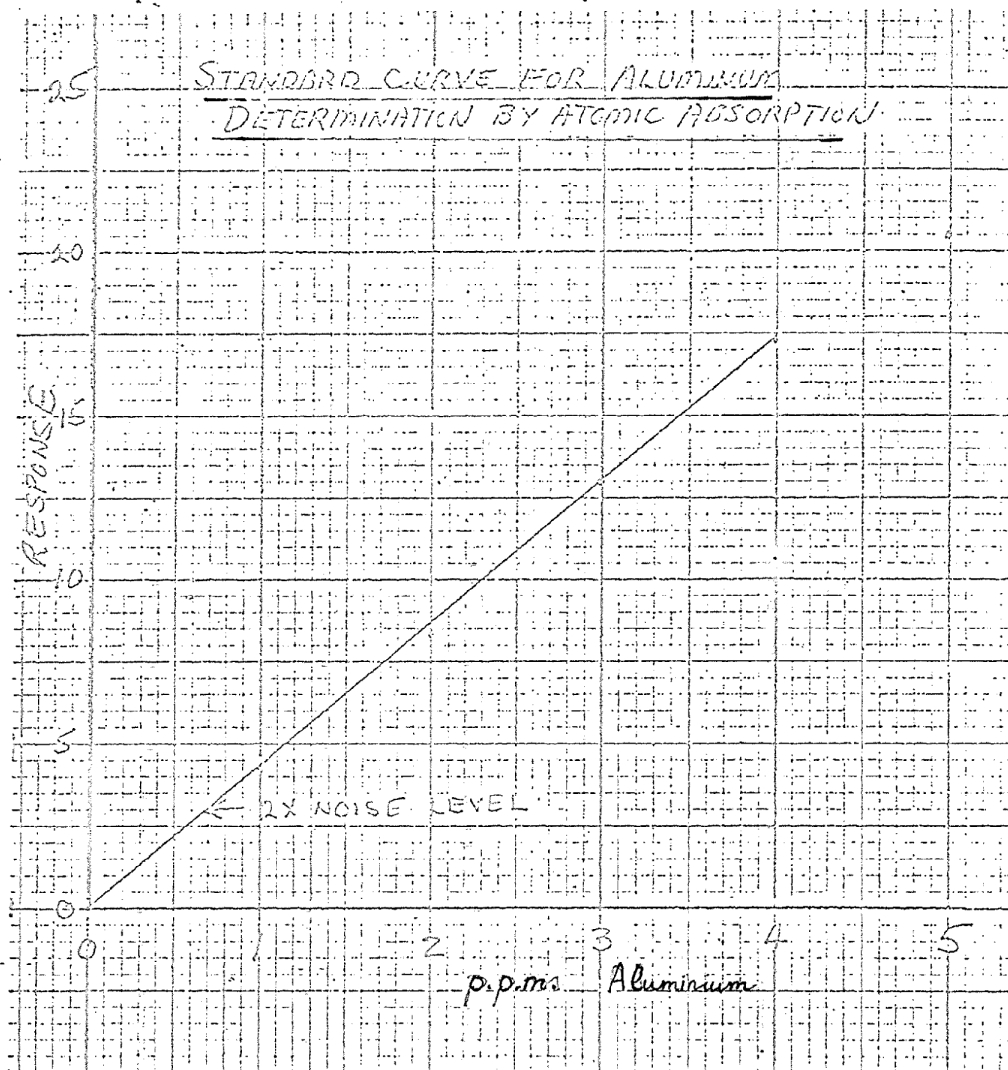 25
STANDARD CURVE FOR ALUMINUM
DETERMINATION BY ATOMIC ABSORPTION
20
15
RESPONSE
10
5
2X NOISE LEVEL
0
0 1 2 3 4 5
p.p.m. Aluminium